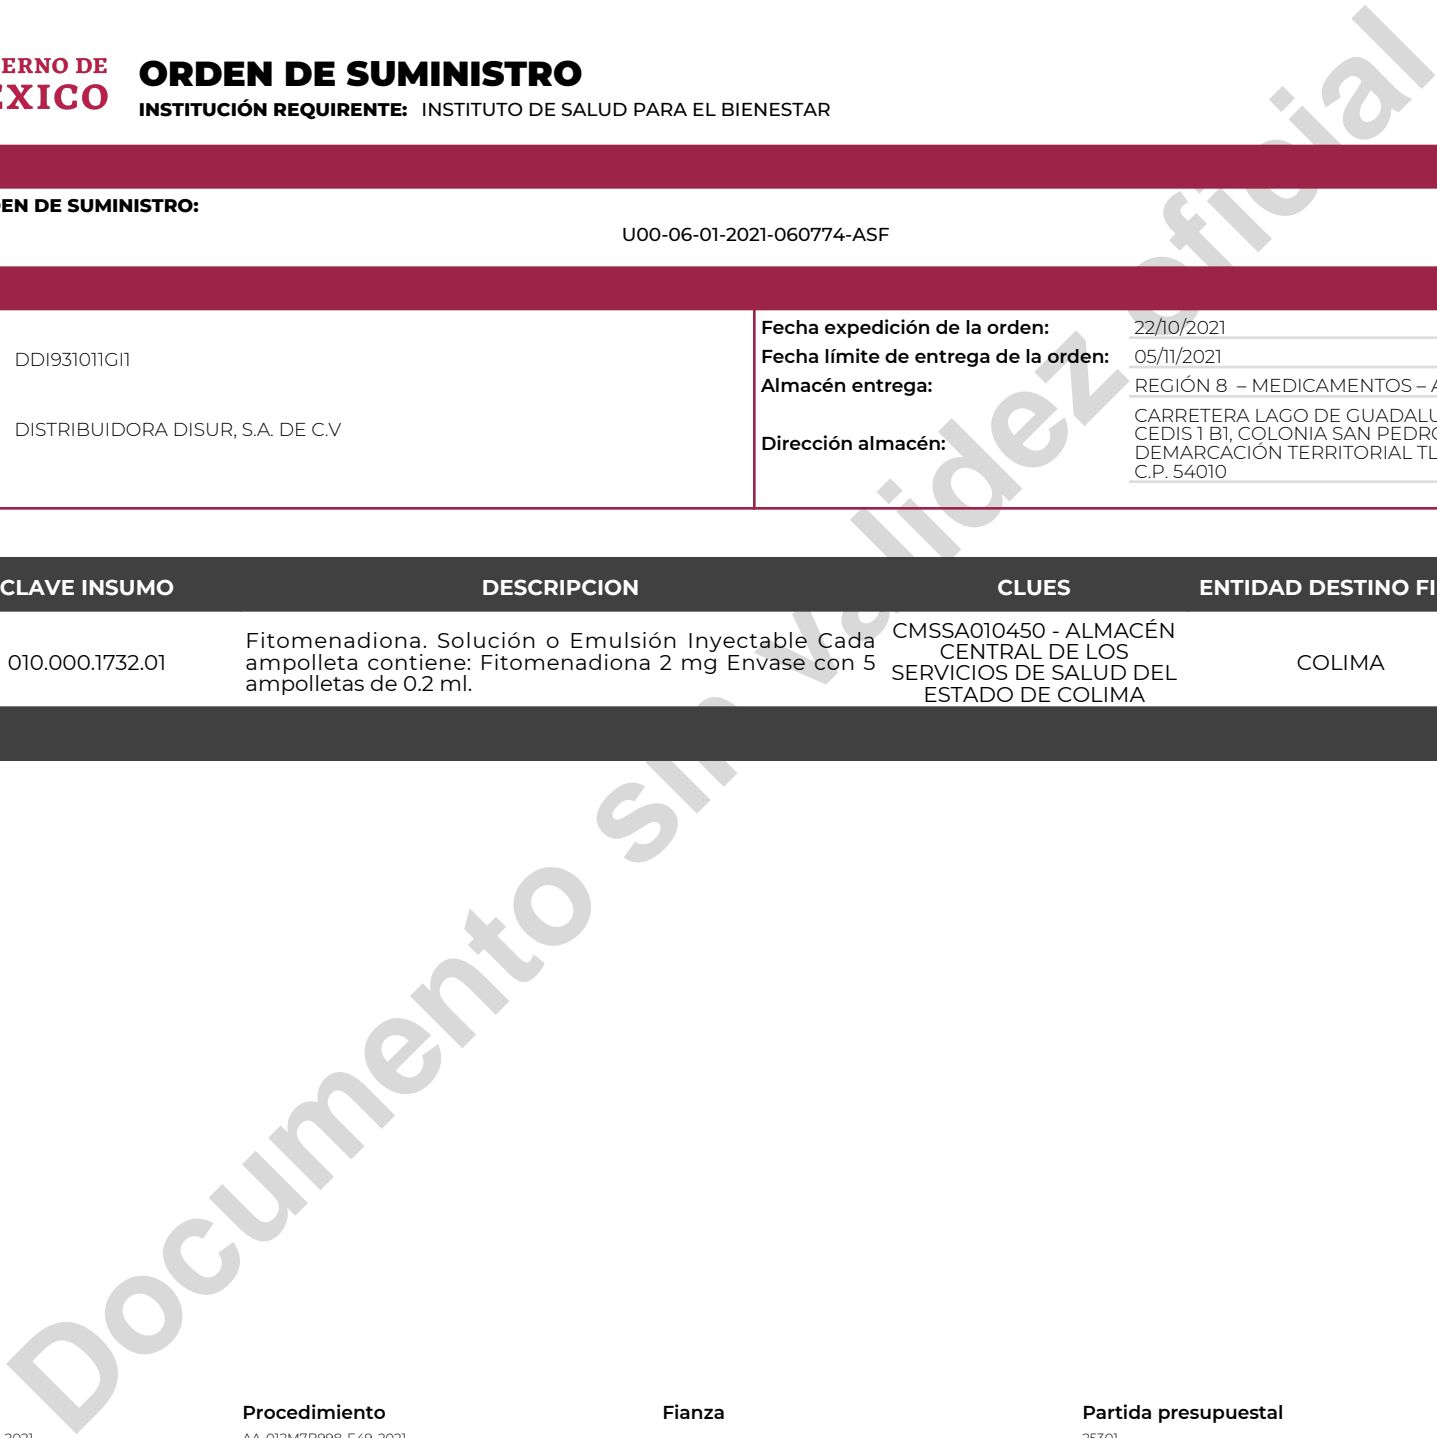 ERNO DE
ORDEN DE SUMINISTRO
INSTITUCIÓN REQUIRENTE: INSTITUTO DE SALUD PARA EL BIENESTAR
EXICO
EN DE SUMINISTRO:
U00-06-01-2021-060774-ASF
DDI931011GI1
DISTRIBUIDORA DISUR, S.A. DE C.V
Fecha expedición de la orden: 22/10/2021
Fecha límite de entrega de la orden: 05/11/2021
Almacén entrega: REGIÓN 8 – MEDICAMENTOS – A
Dirección almacén:
CARRETERA LAGO DE GUADALU
CEDIS 1 B1, COLONIA SAN PEDRO
DEMARCACIÓN TERRITORIAL TL
C.P. 54010
CLAVE INSUMO DESCRIPCION CLUES ENTIDAD DESTINO FI
010.000.1732.01
Fitomenadiona. Solución o Emulsión Inyectable Cada
ampolleta contiene: Fitomenadiona 2 mg Envase con 5
ampolletas de 0.2 ml.
CMSSA010450 - ALMACÉN
CENTRAL DE LOS
SERVICIOS DE SALUD DEL
ESTADO DE COLIMA
COLIMA
Documento sin validez oficial
Procedimiento Fianza Partida presupuestal